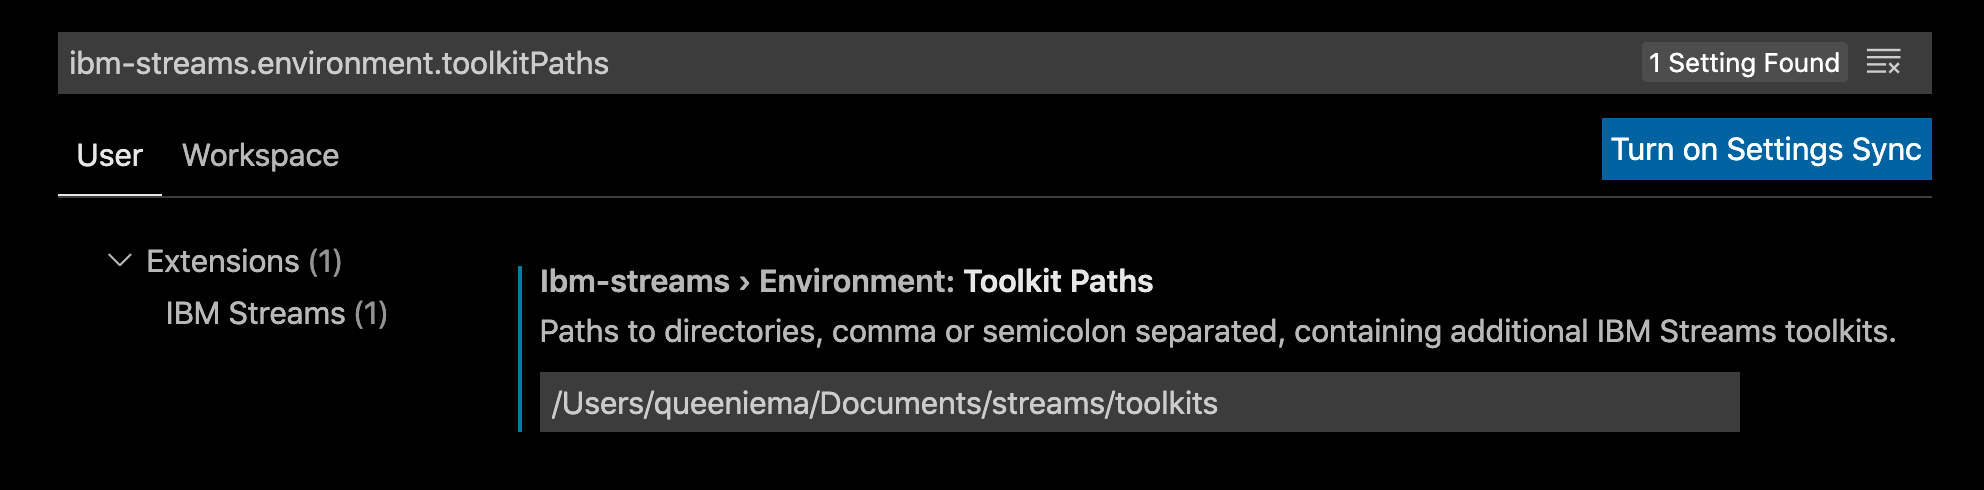 ibm-streams.environment.toolkitPaths
1 Setting Found
User Workspace
Turn on Settings Sync
Extensions (1)
IBM Streams (1)
Ibm-streams › Environment: Toolkit Paths
Paths to directories, comma or semicolon separated, containing additional IBM Streams toolkits.
/Users/queeniema/Documents/streams/toolkits